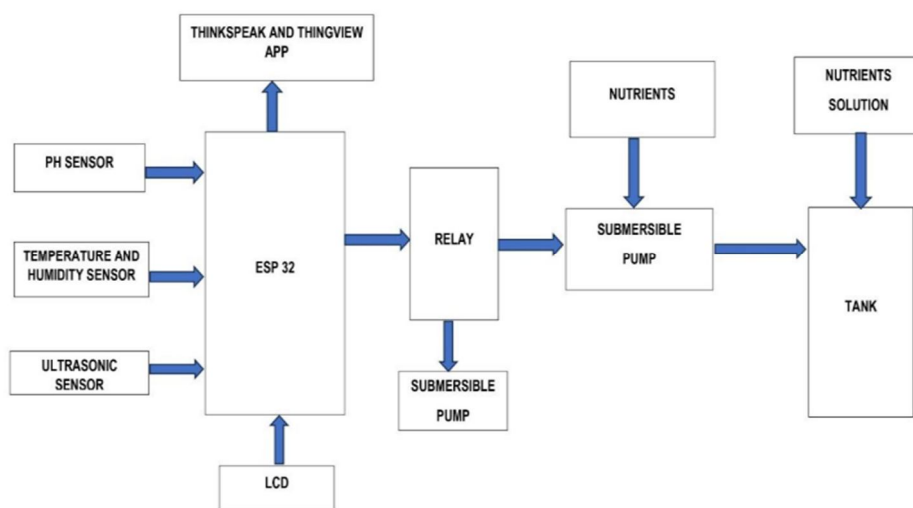 THINKSPEAK AND THINGVIEW
APP
NUTRIENTS
NUTRIENTS
SOLUTION
PH SENSOR
TEMPERATURE AND
HUMIDITY SENSOR
ULTRASONIC
SENSOR
ESP 32
LCD
RELAY
SUBMERSIBLE
PUMP
SUBMERSIBLE
PUMP
TANK